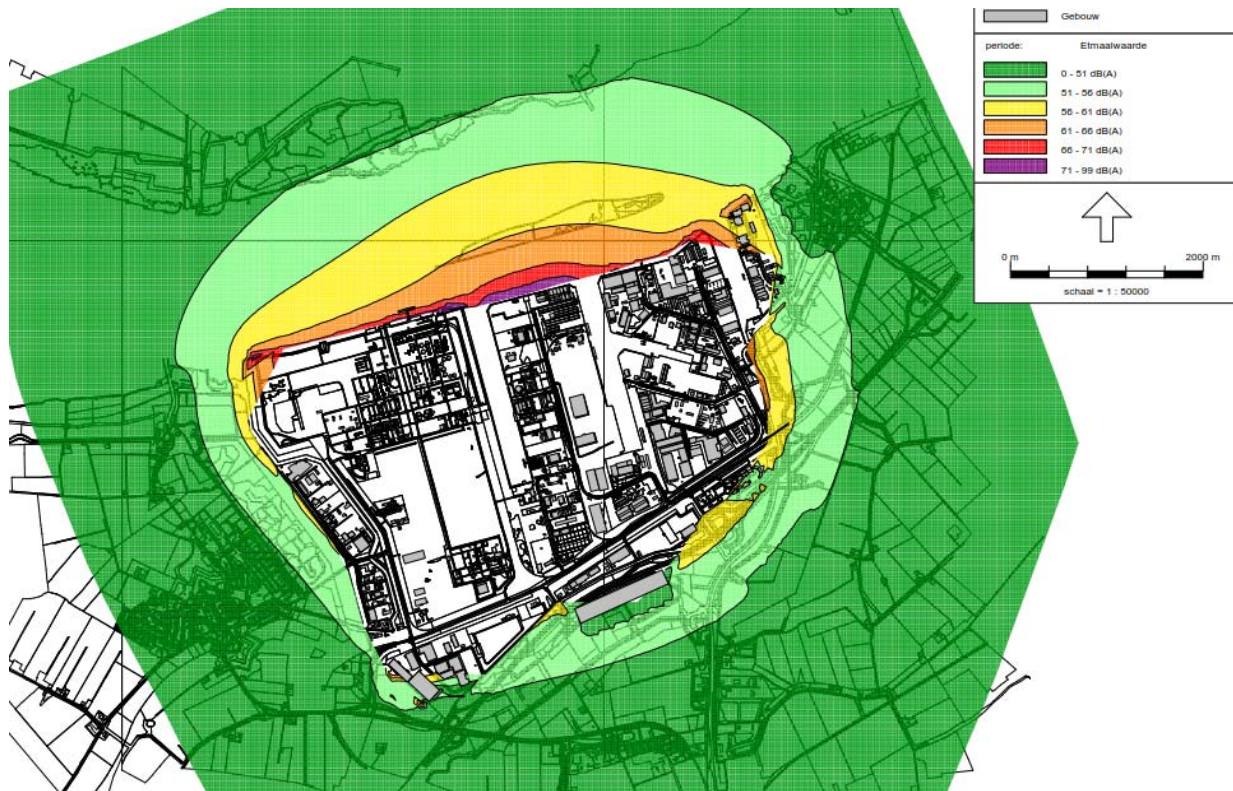 Gebouw
periode: Etmaalwaarde
0 - 51 dB(A)
51 - 56 dB(A)
56 - 61 dB(A)
61 - 66 dB(A)
66 - 71 dB(A)
71 - 99 dB(A)
0 m 2000 m
schaal = 1 : 50000